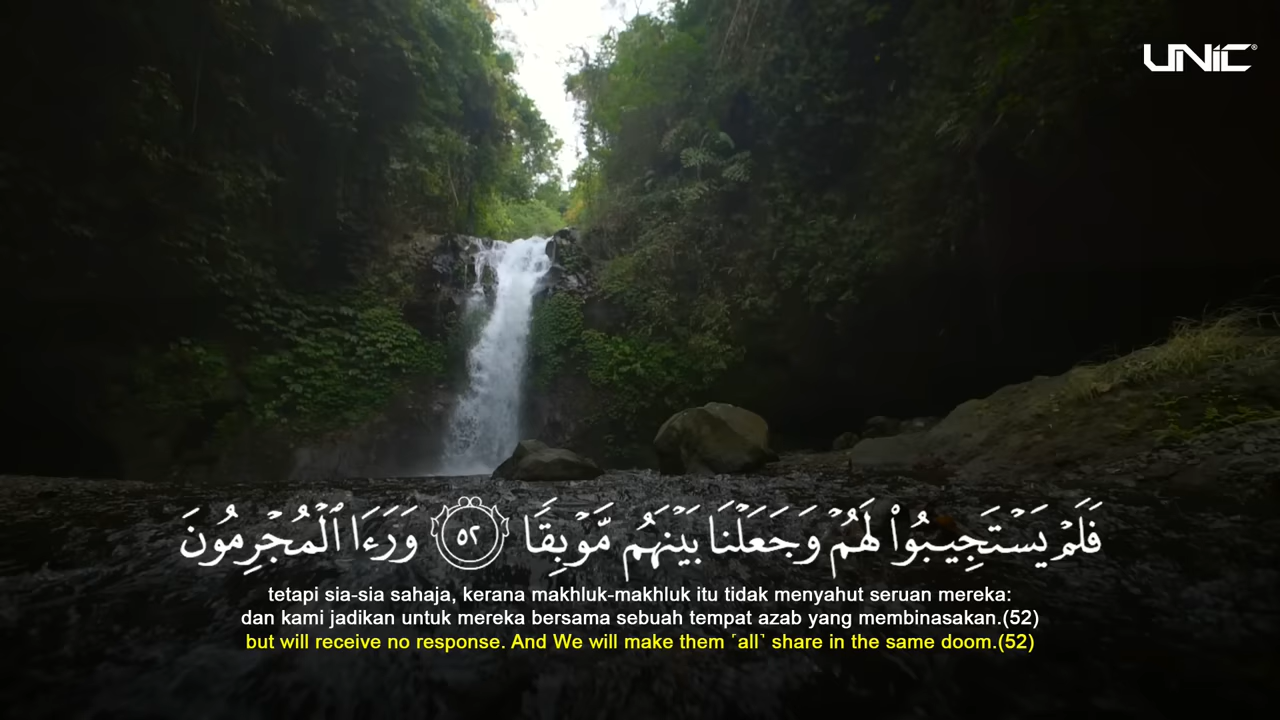 UNIC®
فَلَمْ يَسْتَجِيبُوا۟ لَهُمْ وَجَعَلْنَا بَيْنَهُم مَّوْبِقًا ٥٢ وَرَءَا ٱلْمُجْرِمُونَ
tetapi sia-sia sahaja, kerana makhluk-makhluk itu tidak menyahut seruan mereka:
dan kami jadikan untuk mereka bersama sebuah tempat azab yang membinasakan.(52)
but will receive no response. And We will make them ˹all˺ share in the same doom.(52)